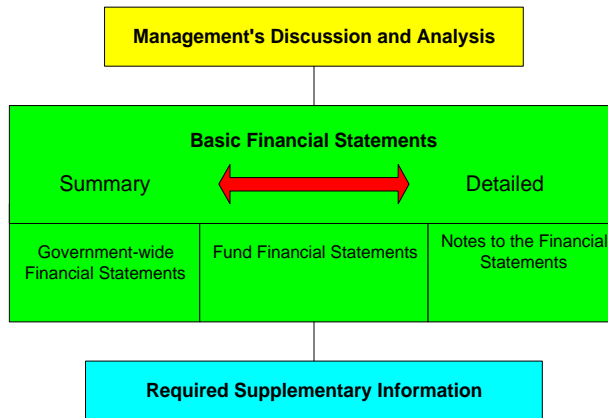 Management's Discussion and Analysis
Basic Financial Statements
Summary
Detailed
Government-wide
Financial Statements
Fund Financial Statements
Notes to the Financial
Statements
Required Supplementary Information